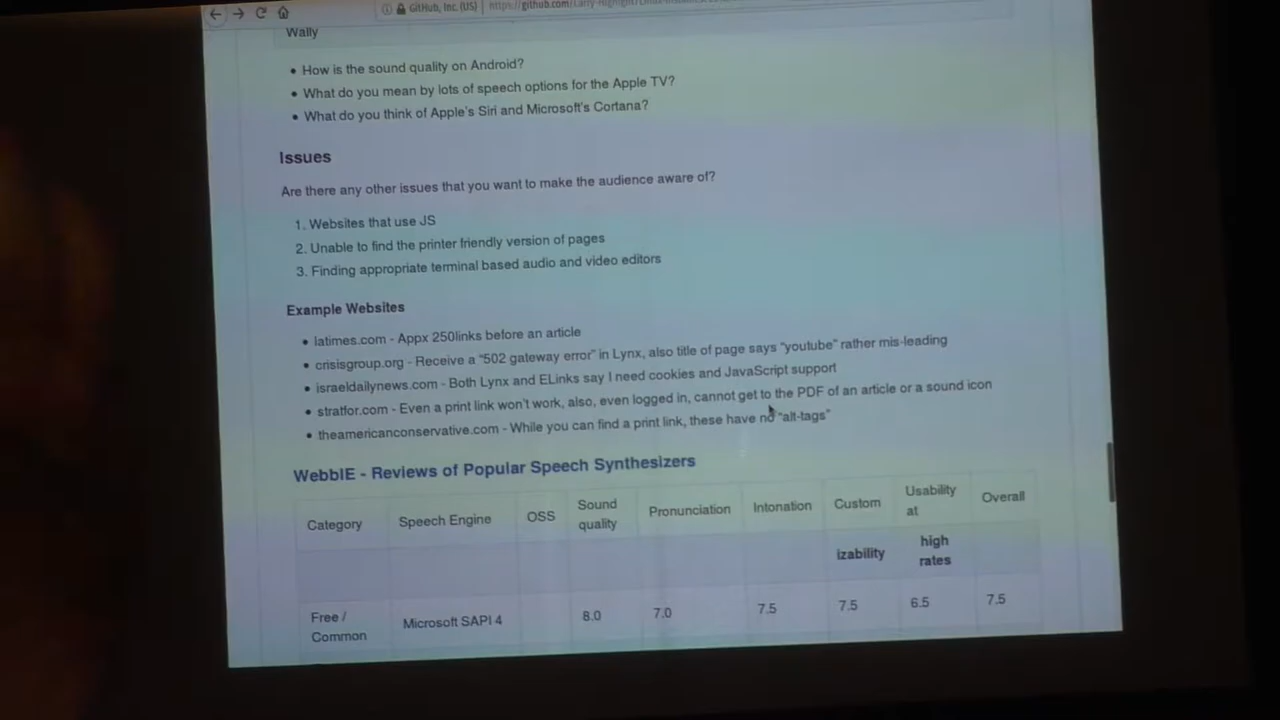 GitHub, Inc. (US) https://github.com/Larry-
Wally
• How is the sound quality on Android?
• What do you mean by lots of speech options for the Apple TV?
• What do you think of Apple's Siri and Microsoft's Cortana?
Issues
Are there any other issues that you want to make the audience aware of?
1. Websites that use JS
2. Unable to find the printer friendly version of pages
3. Finding appropriate terminal based audio and video editors
Example Websites
• latimes.com - Appx 250links before an article
• crisisgroup.org - Receive a "502 gateway error" in Lynx, also title of page says "youtube" rather mis-leading
• israeldailynews.com - Both Lynx and ELinks say I need cookies and JavaScript support
• stratfor.com - Even a print link won't work, also, even logged in, cannot get to the PDF of an article or a sound icon
• theamericanconservative.com - While you can find a print link, these have no "alt-tags"
WebbIE - Reviews of Popular Speech Synthesizers
Category Speech Engine OSS Sound quality Pronunciation Intonation Custom Usability at Overall
izability high rates
Free / Common Microsoft SAPI 4 8.0 7.0 7.5 7.5 6.5 7.5